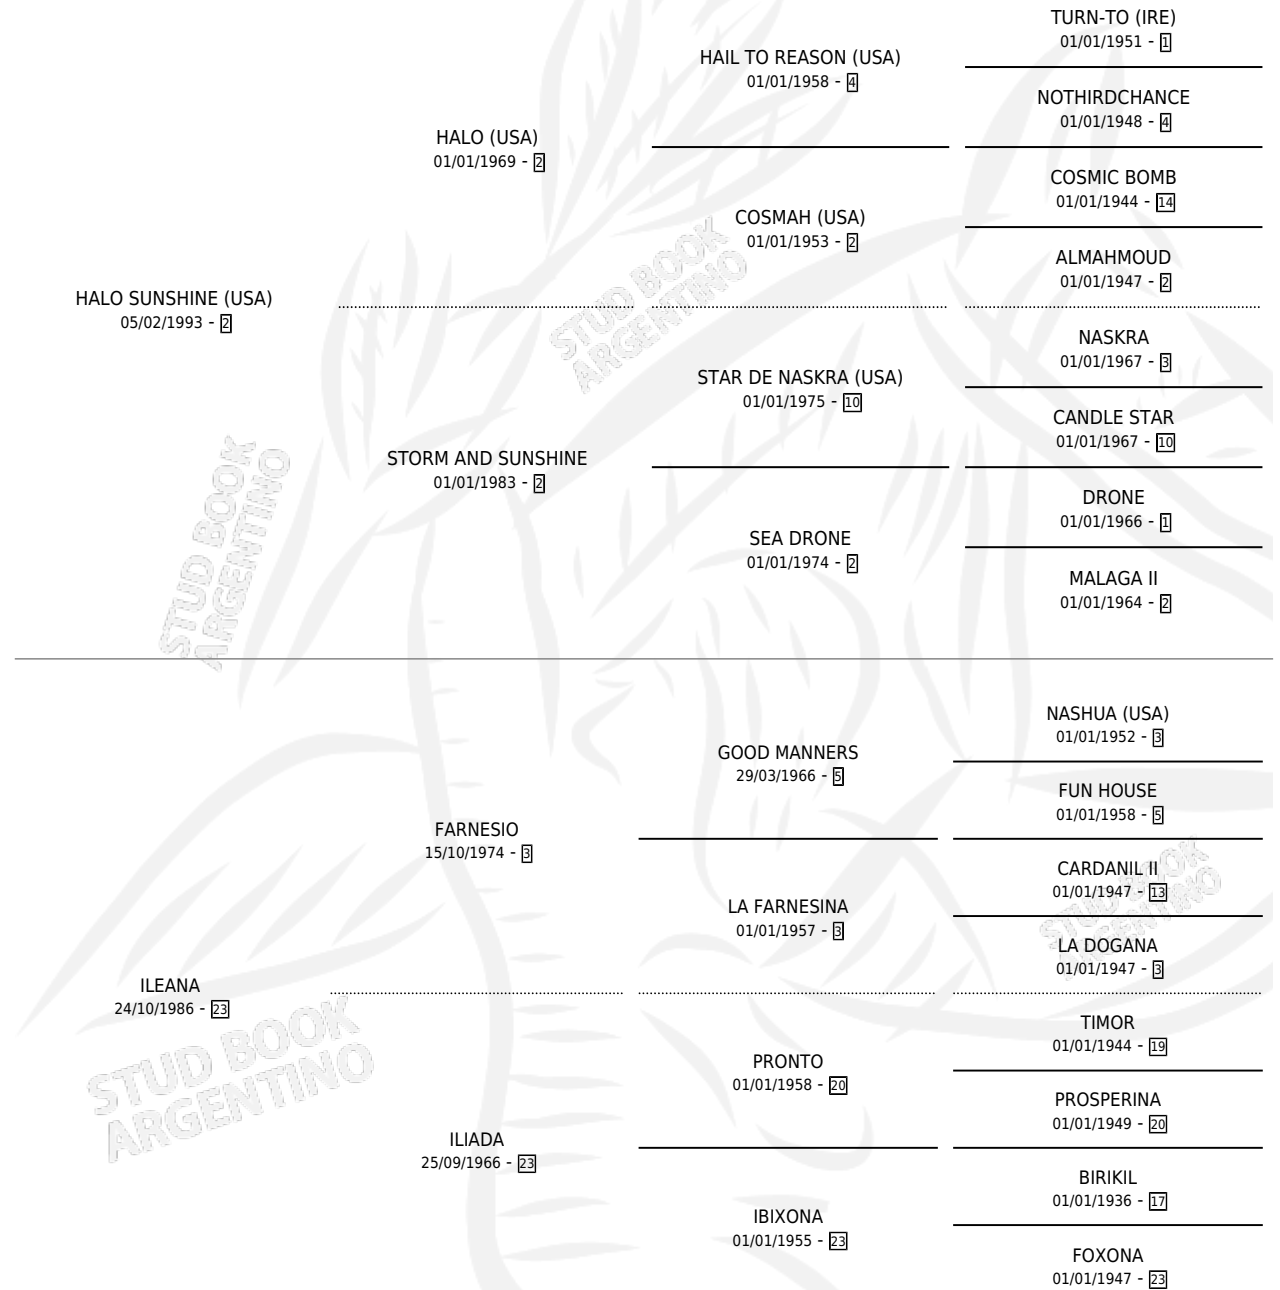 TURN-TO (IRE)
01/01/1951 - 1
HAIL TO REASON (USA)
01/01/1958 - 4
NOTHIRDCHANCE
01/01/1948 - 4
HALO (USA)
01/01/1969 - 2
COSMIC BOMB
01/01/1944 - 14
COSMAH (USA)
01/01/1953 - 2
ALMAHMOUD
01/01/1947 - 2
HALO SUNSHINE (USA)
05/02/1993 - 2
NASKRA
01/01/1967 - 3
STAR DE NASKRA (USA)
01/01/1975 - 10
CANDLE STAR
01/01/1967 - 10
STORM AND SUNSHINE
01/01/1983 - 2
DRONE
01/01/1966 - 1
SEA DRONE
01/01/1974 - 2
MALAGA II
01/01/1964 - 2
NASHUA (USA)
01/01/1952 - 3
GOOD MANNERS
29/03/1966 - 5
FUN HOUSE
01/01/1958 - 5
FARNESIO
15/10/1974 - 3
CARDANIL II
01/01/1947 - 13
LA FARNESINA
01/01/1957 - 3
LA DOGANA
01/01/1947 - 3
ILEANA
24/10/1986 - 23
TIMOR
01/01/1944 - 19
PRONTO
01/01/1958 - 20
PROSPERINA
01/01/1949 - 20
ILIADA
25/09/1966 - 23
BIRIKIL
01/01/1936 - 17
IBIXONA
01/01/1955 - 23
FOXONA
01/01/1947 - 23
STUD BOOK
ARGENTINO
STUD BOOK
ARGENTINO
STUD BOOK
ARGENTINO
STUD BOOK
ARGENTINO